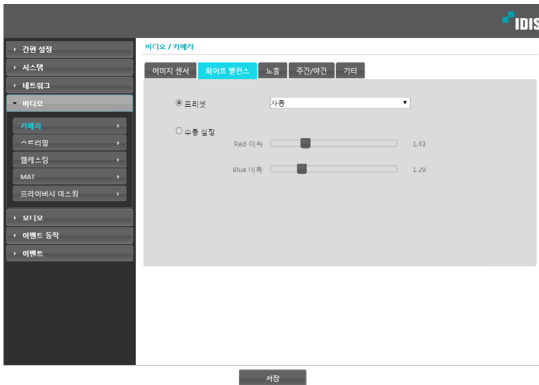 IDIS
간편 설정
시스템
네트워크
비디오
카메라
스트리밍
웹캐스팅
MAT
프라이버시 마스킹
오디오
이벤트 동작
이벤트
비디오 / 카메라
이미지 센서 화이트 밸런스 노출 주간/야간 기타
프리셋 자동
수동 설정
Red 이득 1.43
Blue 이득 1.29
저장